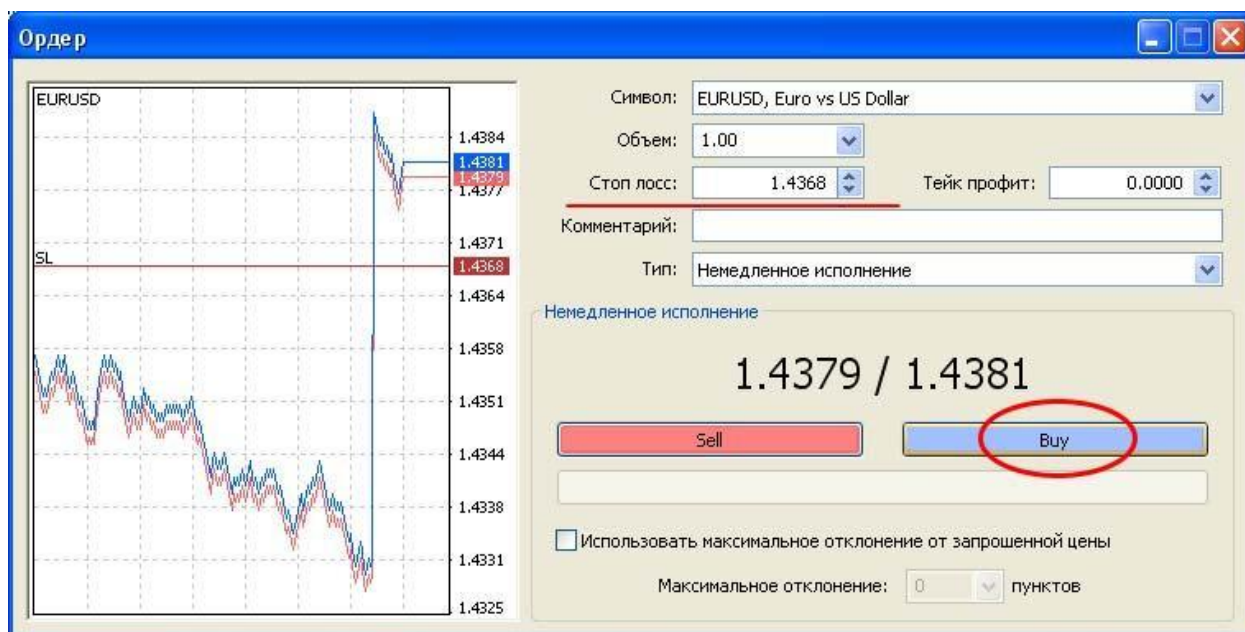 Ордер
EURUSD
1.4384
1.4381
1.4379
1.4377
1.4371
SL
1.4368
1.4364
1.4358
1.4351
1.4344
1.4338
1.4331
1.4325
Символ: EURUSD, Euro vs US Dollar
Объем: 1.00
Стоп лосс: 1.4368 Тейк профит: 0.0000
Комментарий:
Тип: Немедленное исполнение
Немедленное исполнение
1.4379 / 1.4381
Sell Buy
Использовать максимальное отклонение от запрошенной цены
Максимальное отклонение: 0 пунктов